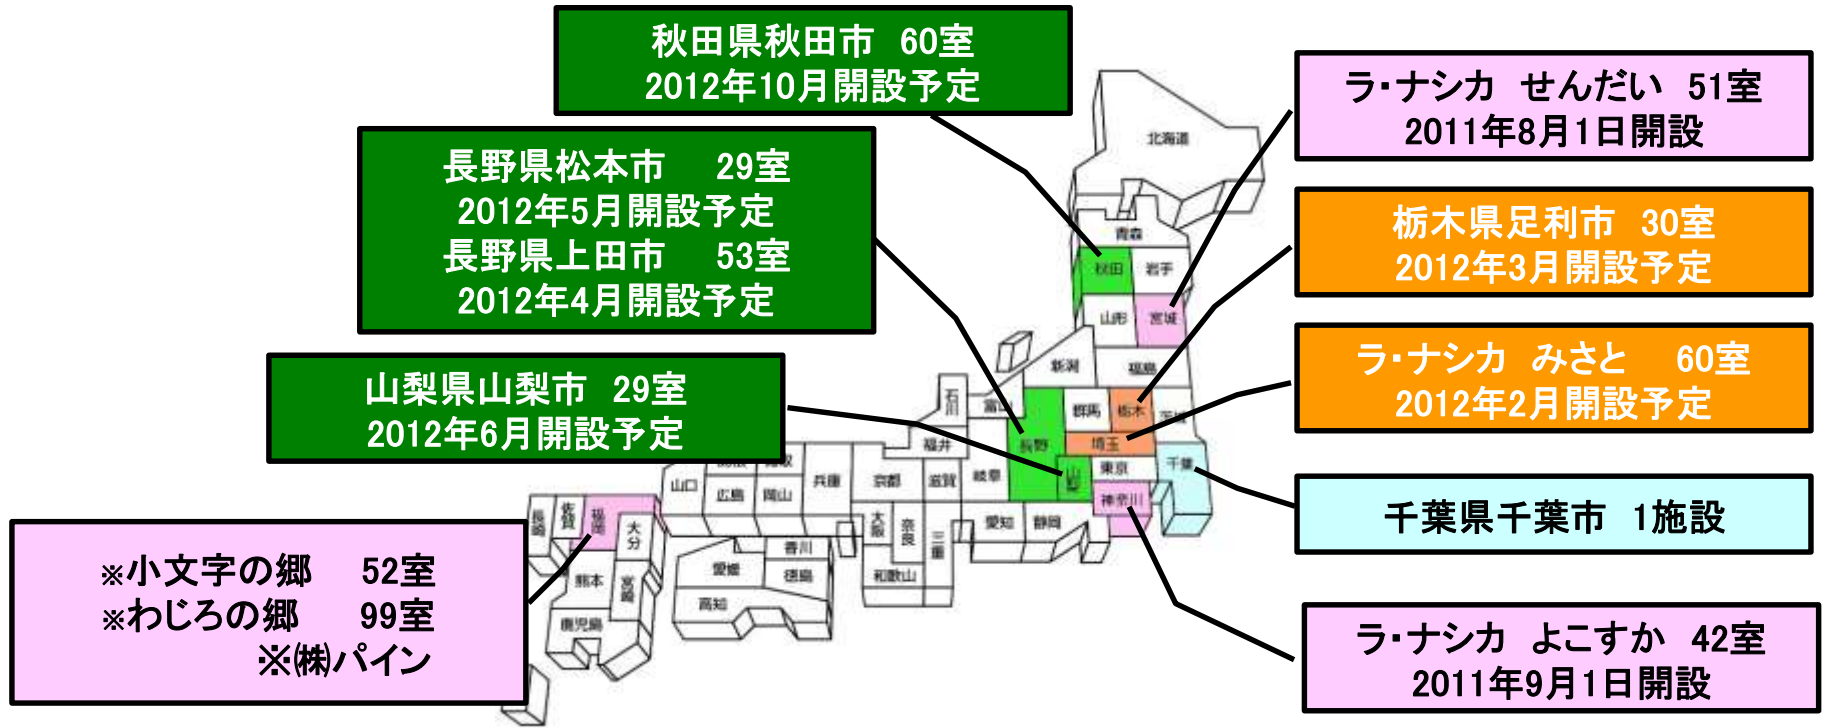 秋田県秋田市 60室
2012年10月開設予定
長野県松本市 29室
2012年5月開設予定
長野県上田市 53室
2012年4月開設予定
山梨県山梨市 29室
2012年6月開設予定
※小文字の郷 52室
※わじろの郷 99室
※㈱パイン
ラ・ナシカ せんだい 51室
2011年8月1日開設
栃木県足利市 30室
2012年3月開設予定
ラ・ナシカ みさと 60室
2012年2月開設予定
千葉県千葉市 1施設
ラ・ナシカ よこすか 42室
2011年9月1日開設
北海道
青森
秋田
岩手
山形
宮城
新潟
福島
石川
富山
群馬
栃木
茨城
福井
長野
埼玉
千葉
東京
神奈川
山口
広島
岡山
兵庫
京都
滋賀
岐阜
大阪
奈良
三重
愛知
静岡
和歌山
香川
愛媛
徳島
高知
長崎
佐賀
福岡
大分
熊本
宮崎
鹿児島